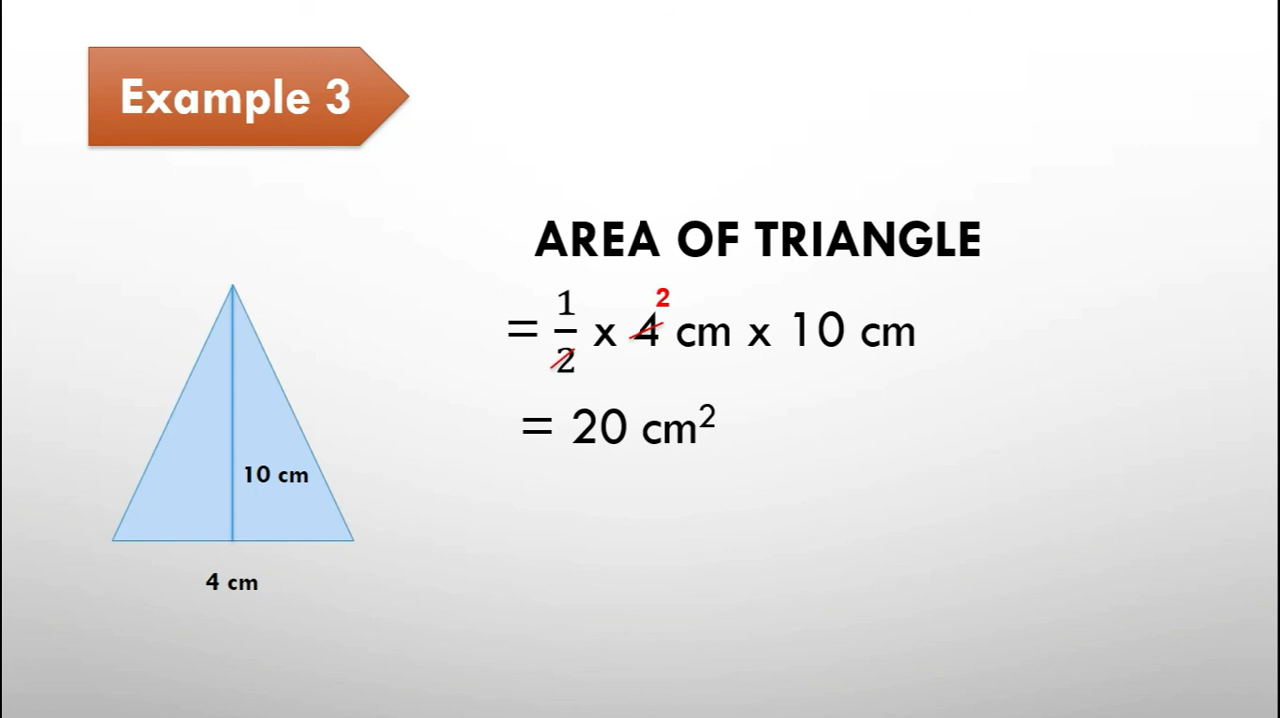 Example 3
AREA OF TRIANGLE
= 1/2 x 4 2 cm x 10 cm
= 20 cm²
10 cm
4 cm